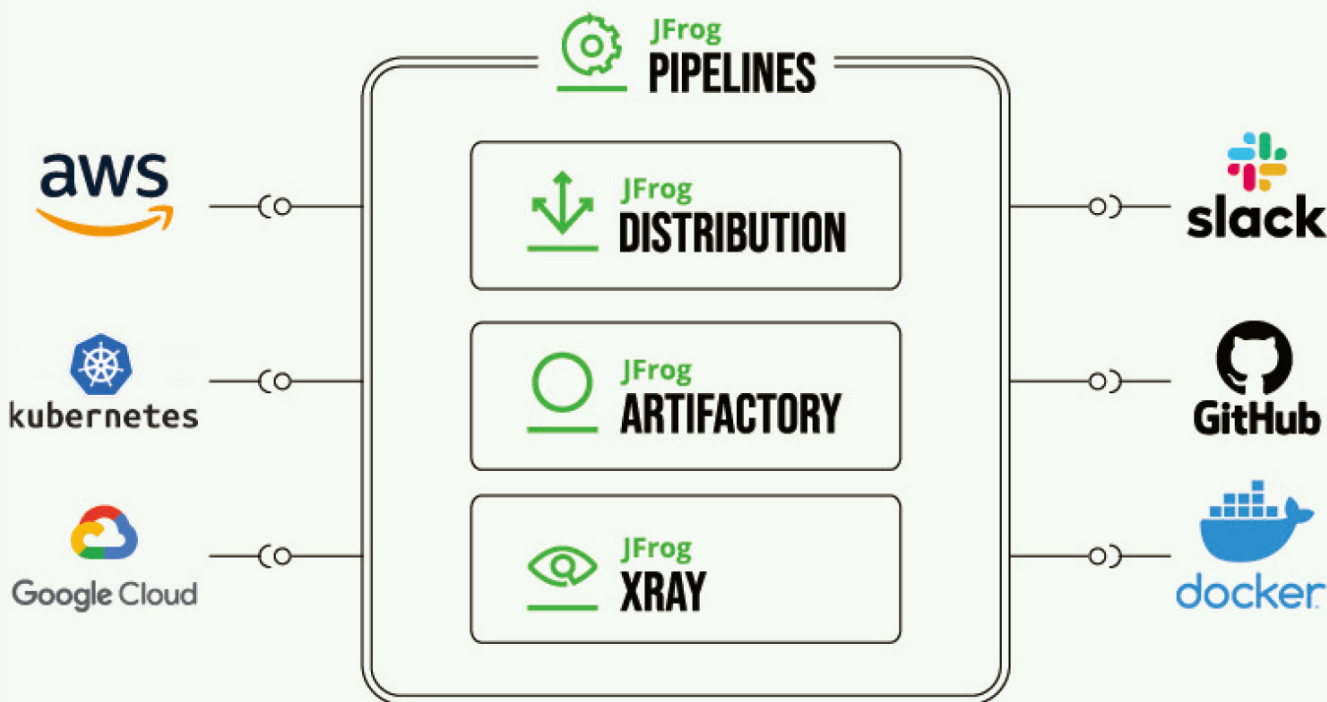 JFrog
PIPELINES
aws
JFrog
DISTRIBUTION
slack
kubernetes
JFrog
ARTIFACTORY
GitHub
Google Cloud
JFrog
XRAY
docker